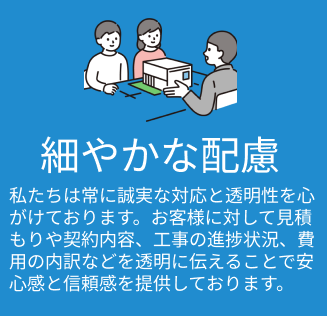 細やかな配慮
私たちは常に誠実な対応と透明性を心
がけております。お客様に対して見積
もりや契約内容、工事の進捗状況、費
用の内訳などを透明に伝えることで安
心感と信頼感を提供しております。